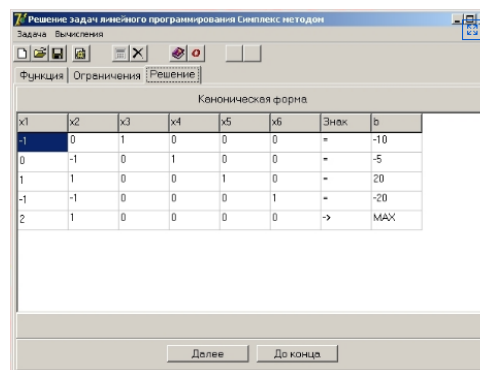 Решение задач линейного программирования Симплекс методом
Задача Вычисления
Функция Ограничения Решение
Каноническая форма
x1 x2 x3 x4 x5 x6 Знак b
-1 0 1 0 0 0 = -10
0 -1 0 1 0 0 = -5
1 1 0 0 1 0 = 20
-1 -1 0 0 0 1 = -20
2 1 0 0 0 0 -> MAX
Далее До конца